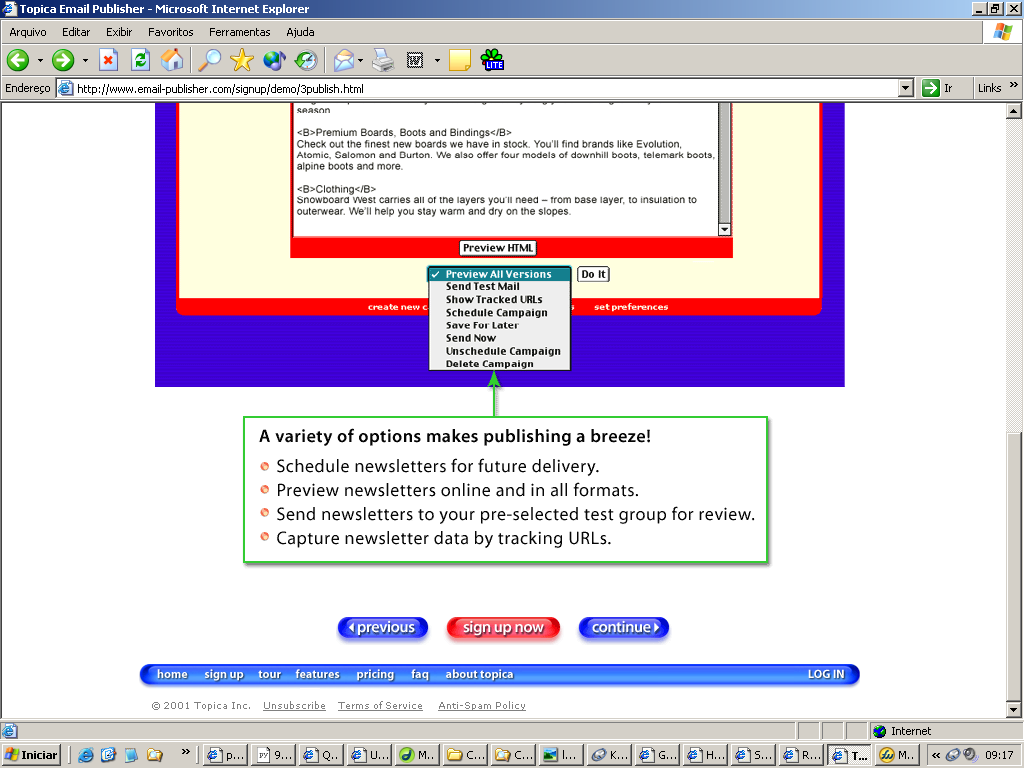 Topica Email Publisher - Microsoft Internet Explorer
Arquivo Editar Exibir Favoritos Ferramentas Ajuda
LITE
Endereço http://www.email-publisher.com/signup/demo/3publish.html Ir Links »
season.
<B>Premium Boards, Boots and Bindings</B>
Check out the finest new boards we have in stock. You'll find brands like Evolution,
Atomic, Salomon and Burton. We also offer four models of downhill boots, telemark boots,
alpine boots and more.
<B>Clothing</B>
Snowboard West carries all of the layers you'll need – from base layer, to insulation to
outerwear. We'll help you stay warm and dry on the slopes.
Preview HTML
✓ Preview All Versions Do It
Send Test Mail
Show Tracked URLs
create new ca s set preferences
Schedule Campaign
Save For Later
Send Now
Unschedule Campaign
Delete Campaign
A variety of options makes publishing a breeze!
Schedule newsletters for future delivery.
Preview newsletters online and in all formats.
Send newsletters to your pre-selected test group for review.
Capture newsletter data by tracking URLs.
previous sign up now continue
home sign up tour features pricing faq about topica LOG IN
© 2001 Topica Inc. Unsubscribe Terms of Service Anti-Spam Policy
Internet
Iniciar » p... 9... Q... U... M... C... C... I... K... G... H... S... R... T... M... « 09:17